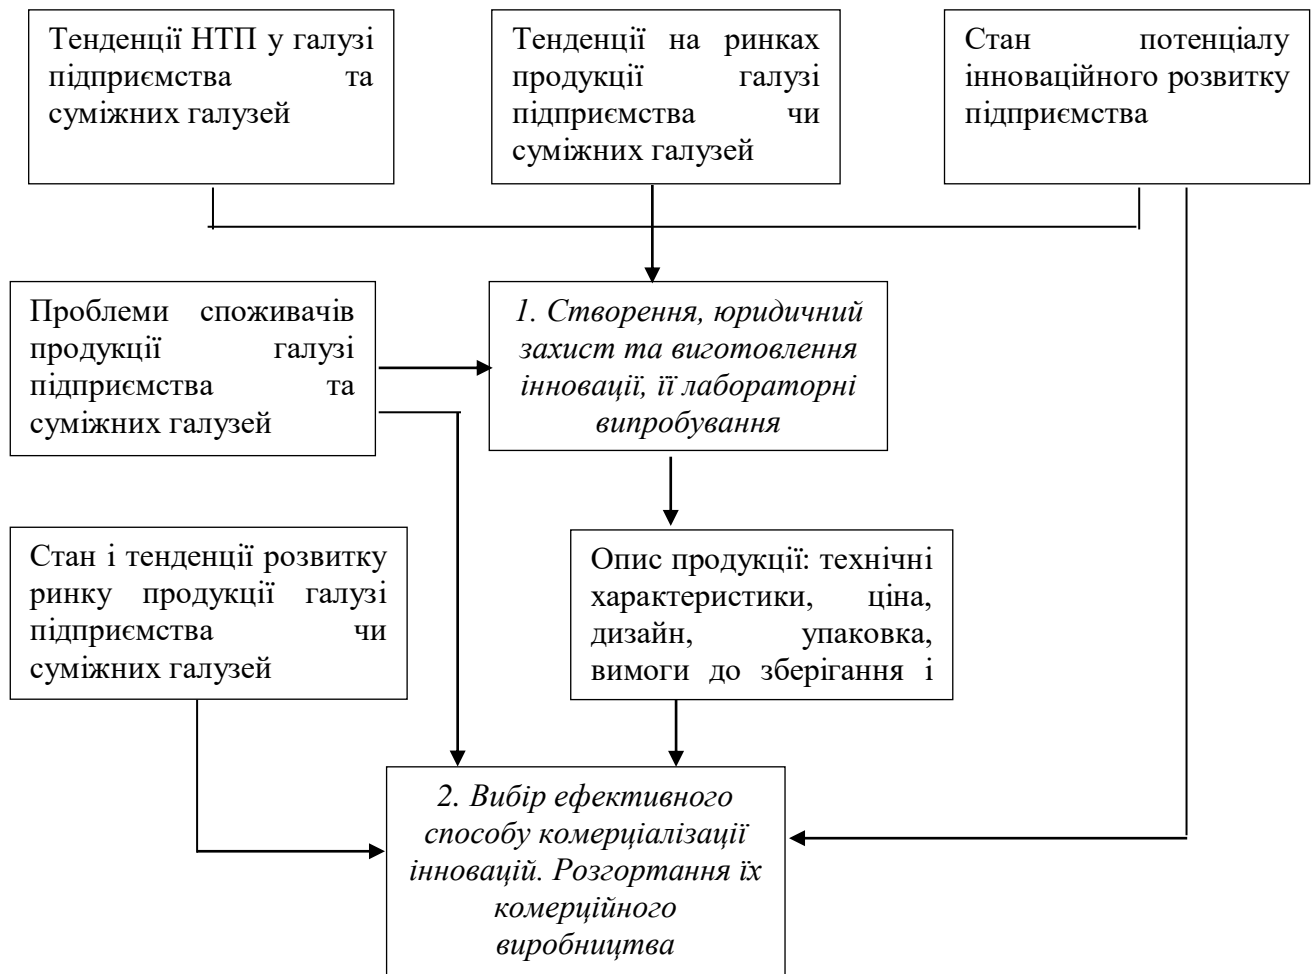 Тенденції НТП у галузі
підприємства та
суміжних галузей
Тенденції на ринках
продукції галузі
підприємства чи
суміжних галузей
Стан потенціалу
інноваційного розвитку
підприємства
Проблеми споживачів
продукції галузі
підприємства та
суміжних галузей
1. Створення, юридичний
захист та виготовлення
інновації, її лабораторні
випробування
Стан і тенденції розвитку
ринку продукції галузі
підприємства чи
суміжних галузей
Опис продукції: технічні
характеристики, ціна,
дизайн, упаковка,
вимоги до зберігання і
2. Вибір ефективного
способу комерціалізації
інновацій. Розгортання їх
комерційного
виробництва